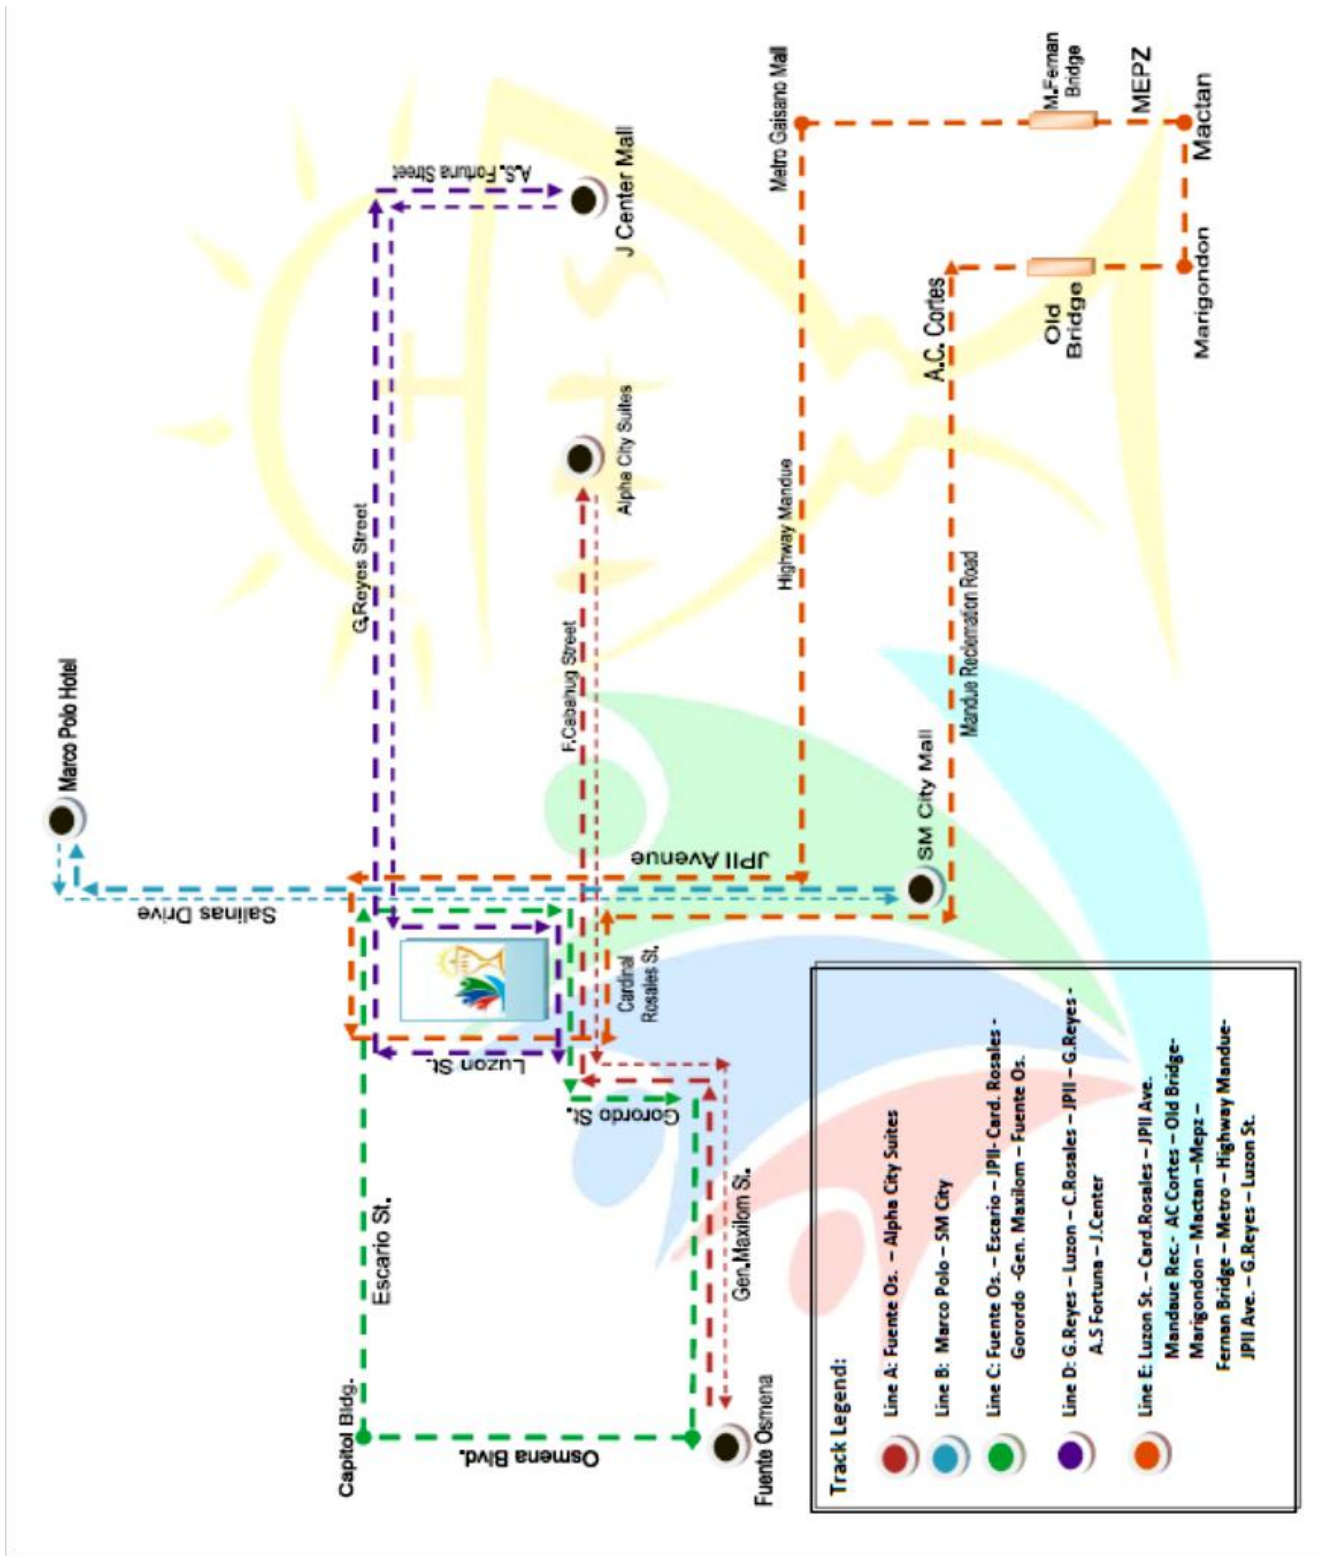 Marco Polo Hotel
Salinas Drive
G.Reyes Street
A.S. Fortuna Street
J Center Mall
Alpha City Suites
F.Cabahug Street
Metro Gaisano Mall
M.Fernan
Bridge
MEPZ
Mactan
Marigondon
Old
Bridge
A.C. Cortes
Highway Mandue
Mandue Reclemation Road
SM City Mall
JPII Avenue
Cardinal
Rosales St.
Luzon St.
Gorordo St.
Gen.Maxilom St.
Escario St.
Capitol Bldg.
Osmena Blvd.
Fuente Osmena
Track Legend:
Line A: Fuente Os. – Alpha City Suites
Line B: Marco Polo – SM City
Line C: Fuente Os. – Escario – JPII- Card. Rosales -
Gorordo -Gen. Maxilom – Fuente Os.
Line D: G.Reyes – Luzon – C.Rosales – JPII – G.Reyes -
A.S Fortuna – J.Center
Line E: Luzon St. – Card.Rosales – JPII Ave.
Mandaue Rec.- AC Cortes – Old Bridge-
Marigondon – Mactan –Mepz –
Fernan Bridge – Metro – Highway Mandue-
JPII Ave. – G.Reyes – Luzon St.